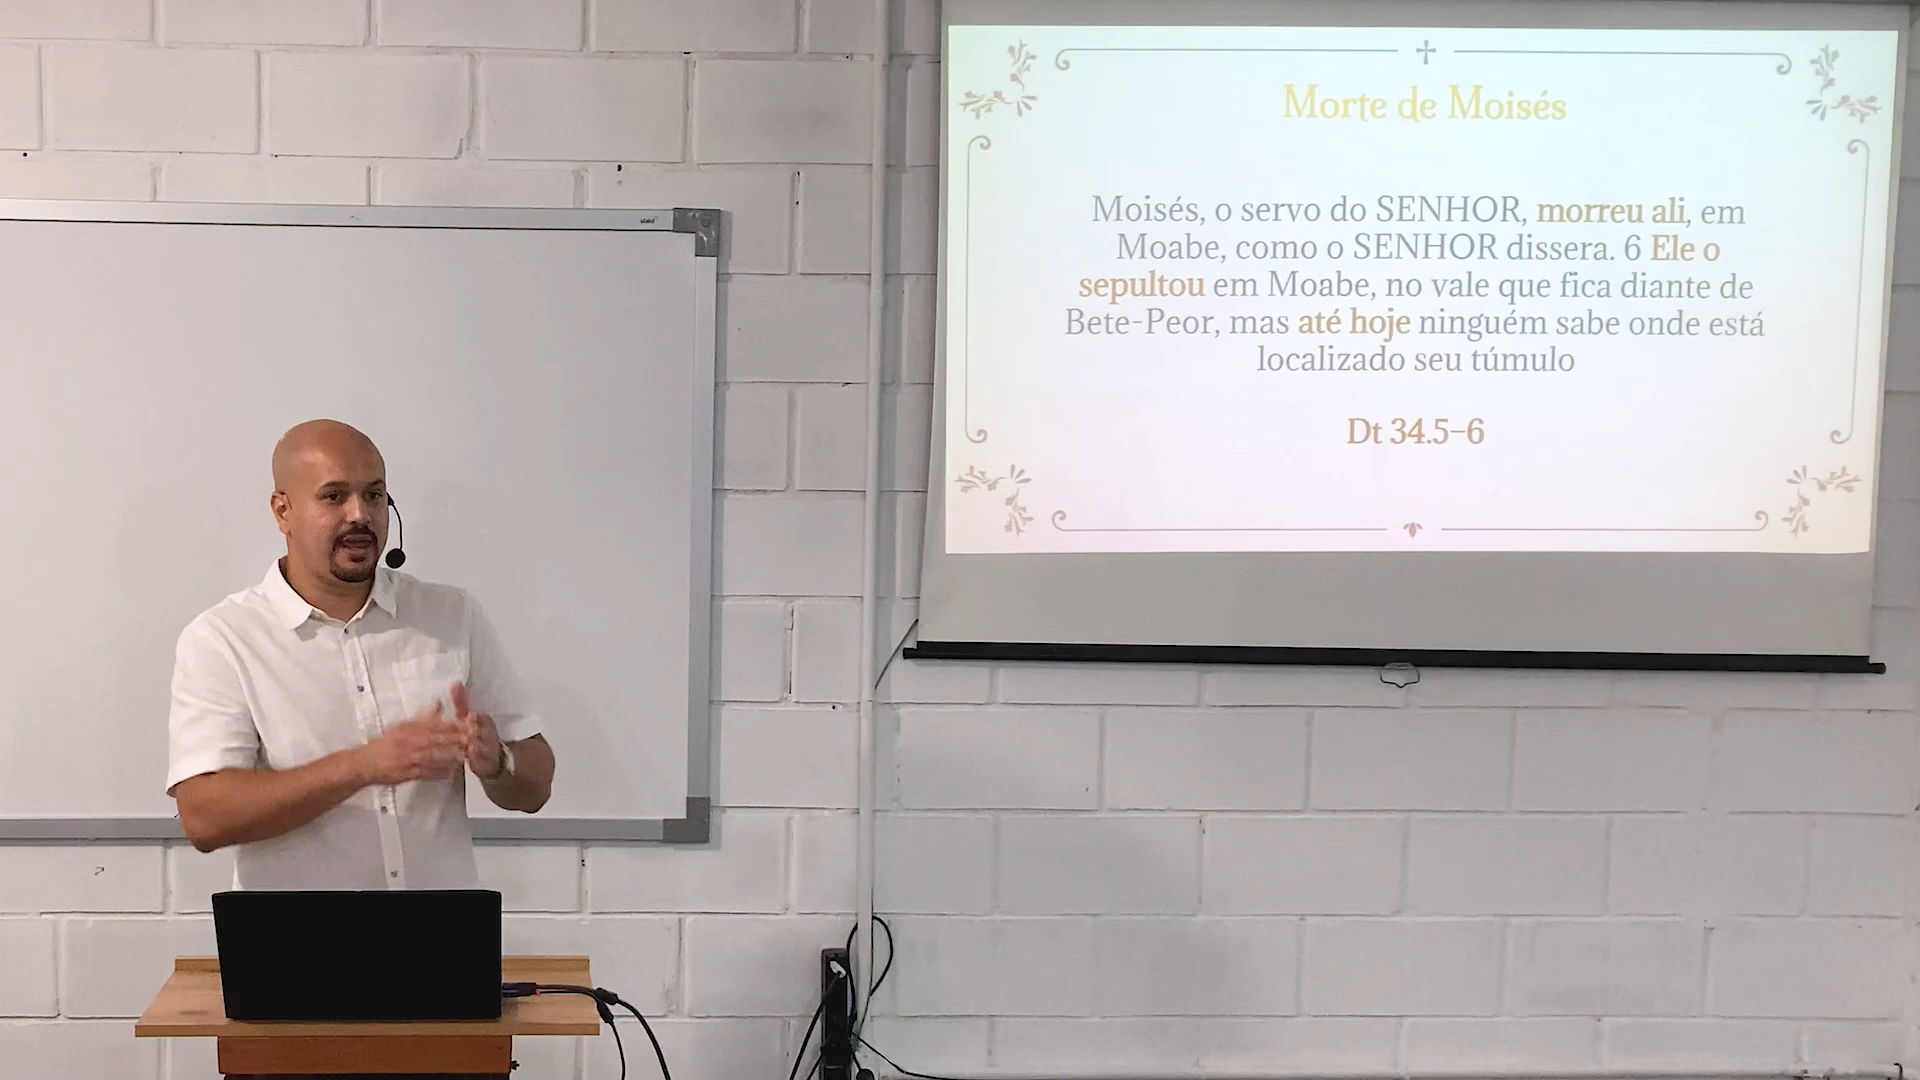 Morte de Moisés
Moisés, o servo do SENHOR, morreu ali, em
Moabe, como o SENHOR dissera. 6 Ele o
sepultou em Moabe, no vale que fica diante de
Bete-Peor, mas até hoje ninguém sabe onde está
localizado seu túmulo
Dt 34.5-6